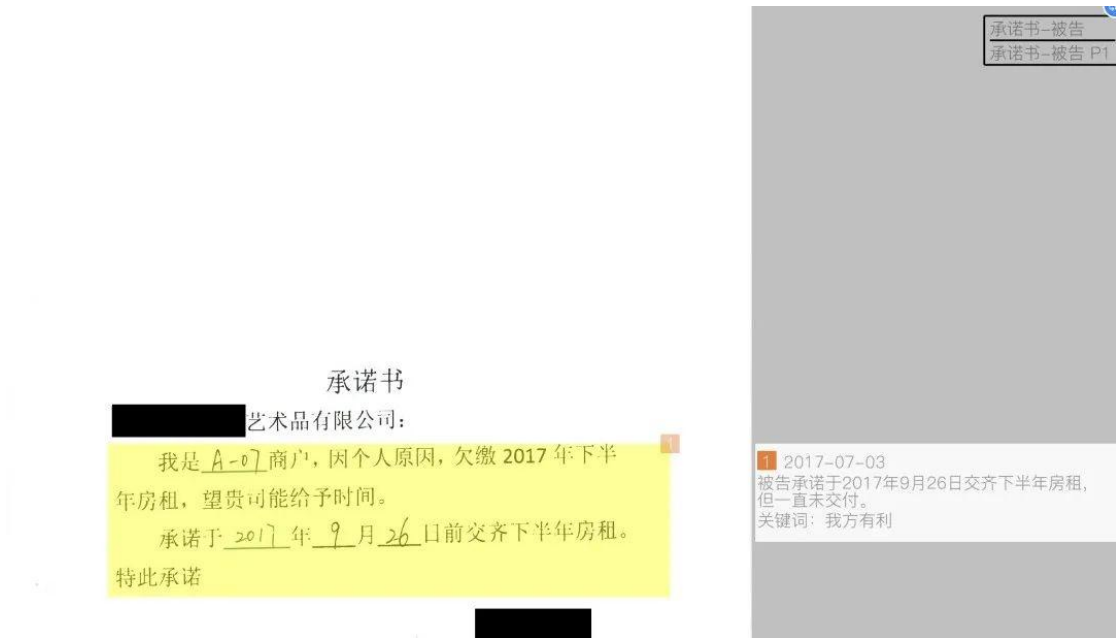 承诺书-被告
承诺书-被告 P1
承诺书
艺术品有限公司：
1
我是 A-07 商户，因个人原因，欠缴 2017 年下半
年房租，望贵司能给予时间。
承诺于 2017 年 9 月 26 日前交齐下半年房租。
特此承诺
1 2017-07-03
被告承诺于2017年9月26日交齐下半年房租，
但一直未交付。
关键词：我方有利